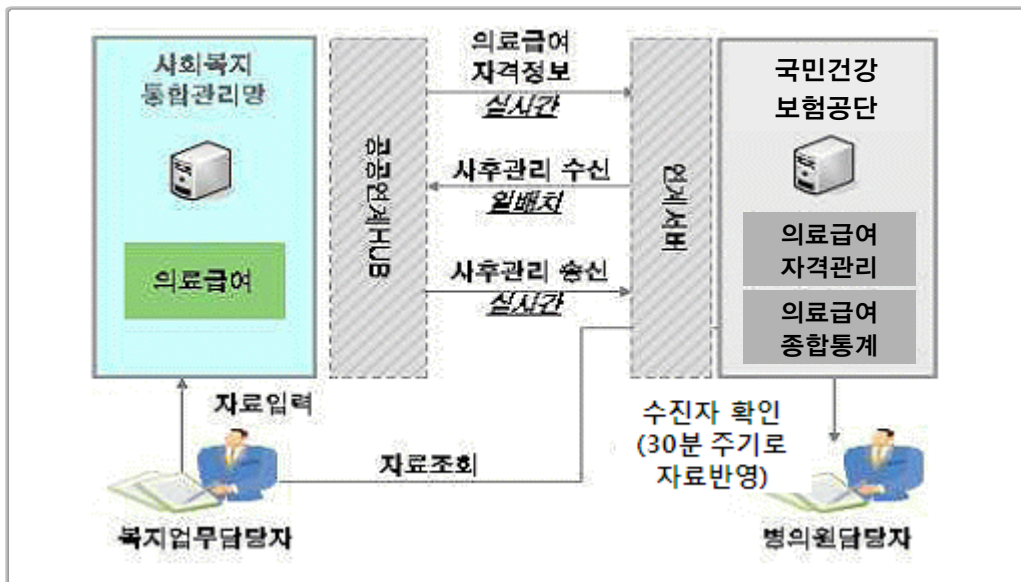 사회복지
통합관리망
의료급여
공공연계HUB
의료급여
자격정보
실시간
사후관리 수신
일배치
사후관리 송신
실시간
연계서버
국민건강
보험공단
의료급여
자격관리
의료급여
종합통계
자료입력
자료조회
수진자 확인
(30분 주기로
자료반영)
복지업무담당자
병의원담당자